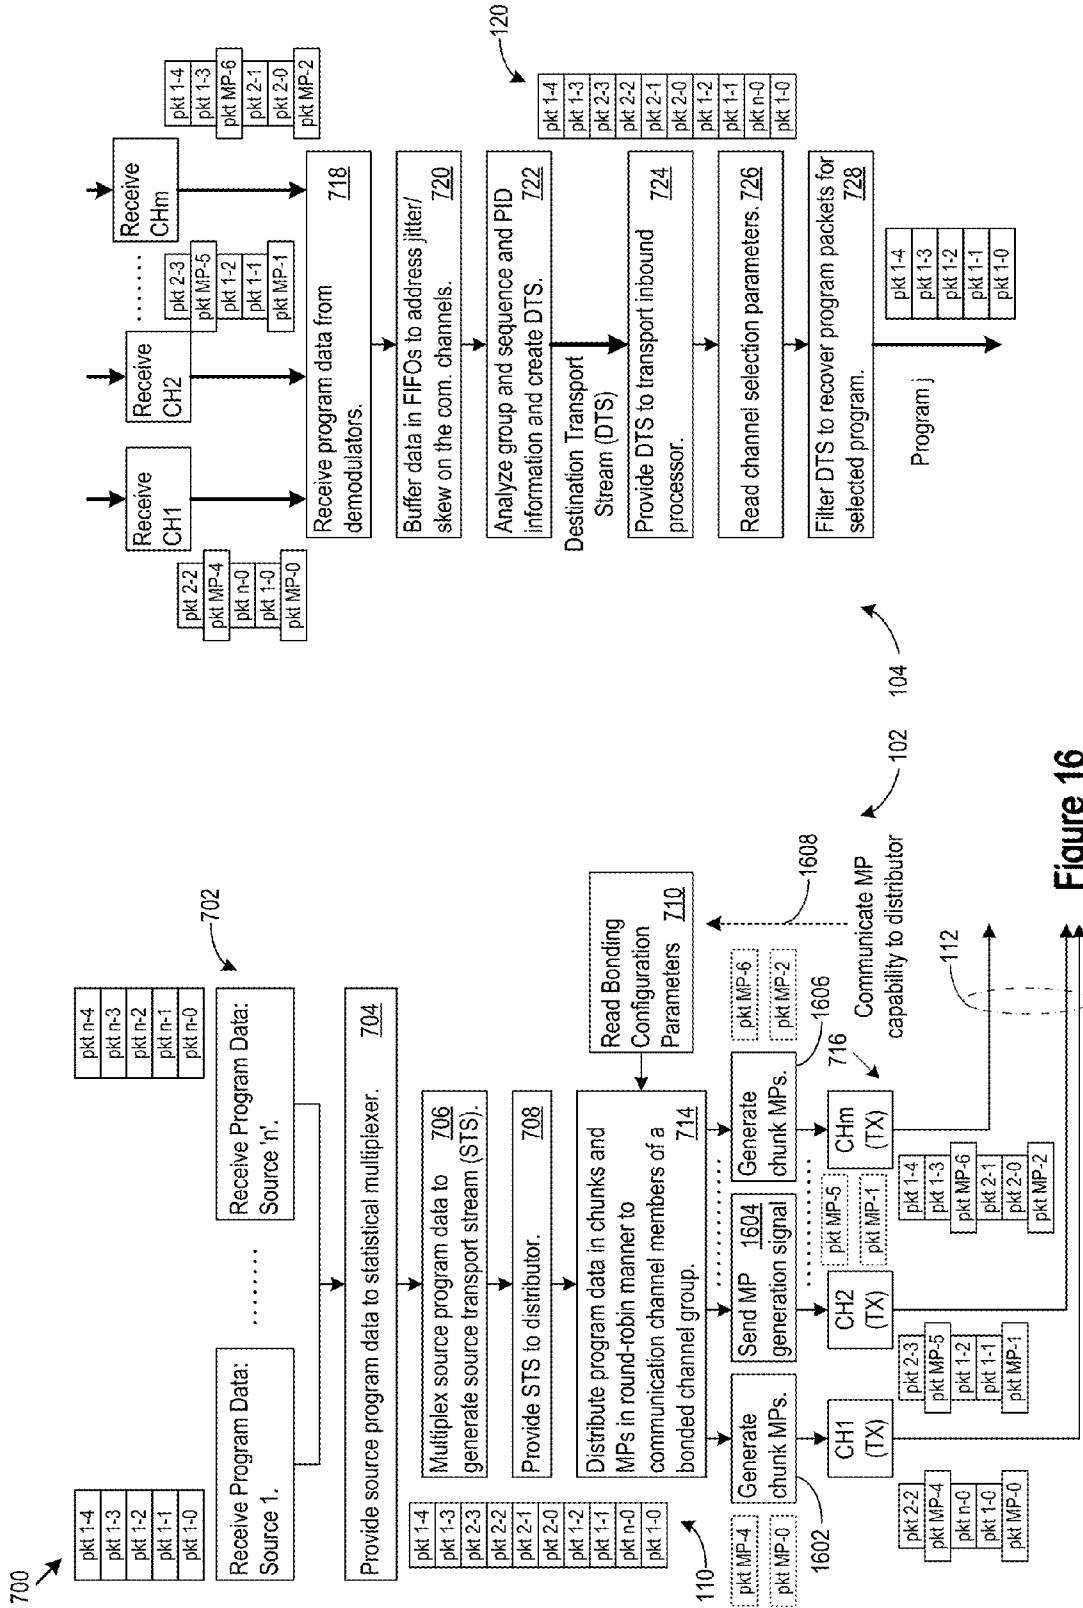 700
pkt 1-4
pkt 1-3
pkt 1-2
pkt 1-1
pkt 1-0
Receive Program Data:
Source 1.
........
pkt n-4
pkt n-3
pkt n-2
pkt n-1
pkt n-0
Receive Program Data:
Source 'n'.
702
Provide source program data to statistical multiplexer. 704
Multiplex source program data to 706
generate source transport stream (STS).
Provide STS to distributor. 708
pkt 1-4
pkt 1-3
pkt 2-3
pkt 2-2
pkt 2-1
pkt 2-0
pkt 1-2
pkt 1-1
pkt n-0
pkt 1-0
110
Distribute program data in chunks and
MPs in round-robin manner to
communication channel members of a
bonded channel group. 714
Read Bonding
Configuration
Parameters 710
1608
Communicate MP
capability to distributor
102
104
pkt MP-4
pkt MP-0
Generate
chunk MPs.
1602
Send MP 1604
generation signal
Generate
chunk MPs.
1606
pkt MP-6
pkt MP-2
pkt MP-5
pkt MP-1
716
CH1
(TX)
CH2
(TX)
CHm
(TX)
112
pkt 2-2
pkt MP-4
pkt n-0
pkt 1-0
pkt MP-0
pkt 2-3
pkt MP-5
pkt 1-2
pkt 1-1
pkt MP-1
pkt 1-4
pkt 1-3
pkt MP-6
pkt 2-1
pkt 2-0
pkt MP-2
Receive
CH1
Receive
CH2
.......
Receive
CHm
pkt 2-2
pkt MP-4
pkt n-0
pkt 1-0
pkt MP-0
pkt 2-3
pkt MP-5
pkt 1-2
pkt 1-1
pkt MP-1
pkt 1-4
pkt 1-3
pkt MP-6
pkt 2-1
pkt 2-0
pkt MP-2
Receive program data from 718
demodulators.
Buffer data in FIFOs to address jitter/
skew on the com. channels. 720
Analyze group and sequence and PID
information and create DTS. 722
Destination Transport
Stream (DTS)
120
pkt 1-4
pkt 1-3
pkt 2-3
pkt 2-2
pkt 2-1
pkt 2-0
pkt 1-2
pkt 1-1
pkt n-0
pkt 1-0
Provide DTS to transport inbound
processor. 724
Read channel selection parameters. 726
Filter DTS to recover program packets for
selected program. 728
Program j
pkt 1-4
pkt 1-3
pkt 1-2
pkt 1-1
pkt 1-0
Figure 16